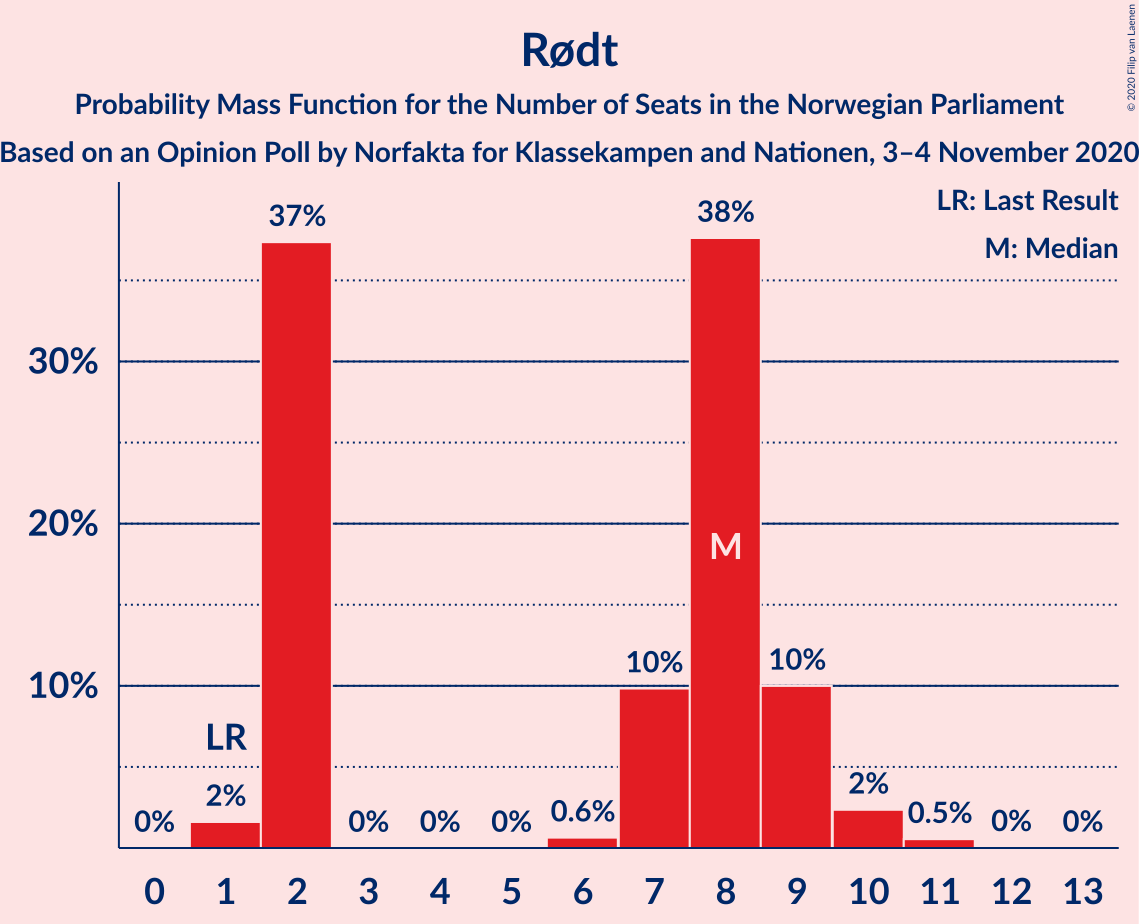 Rødt
Probability Mass Function for the Number of Seats in the Norwegian Parliament
Based on an Opinion Poll by Norfakta for Klassekampen and Nationen, 3–4 November 2020
© 2020 Filip van Laenen
LR: Last Result
M: Median
37%
38%
30%
20%
M
10%
10%
10%
LR
2%
2%
0%
0%
0%
0%
0.6%
0.5%
0%
0%
0 1 2 3 4 5 6 7 8 9 10 11 12 13